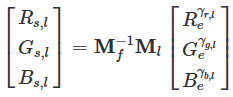 [R_{s,l}]
[G_{s,l}] = M_f^{-1} M_l
[B_{s,l}]
[R_e^{γ_{r,l}}]
[G_e^{γ_{g,l}}]
[B_e^{γ_{b,l}}]